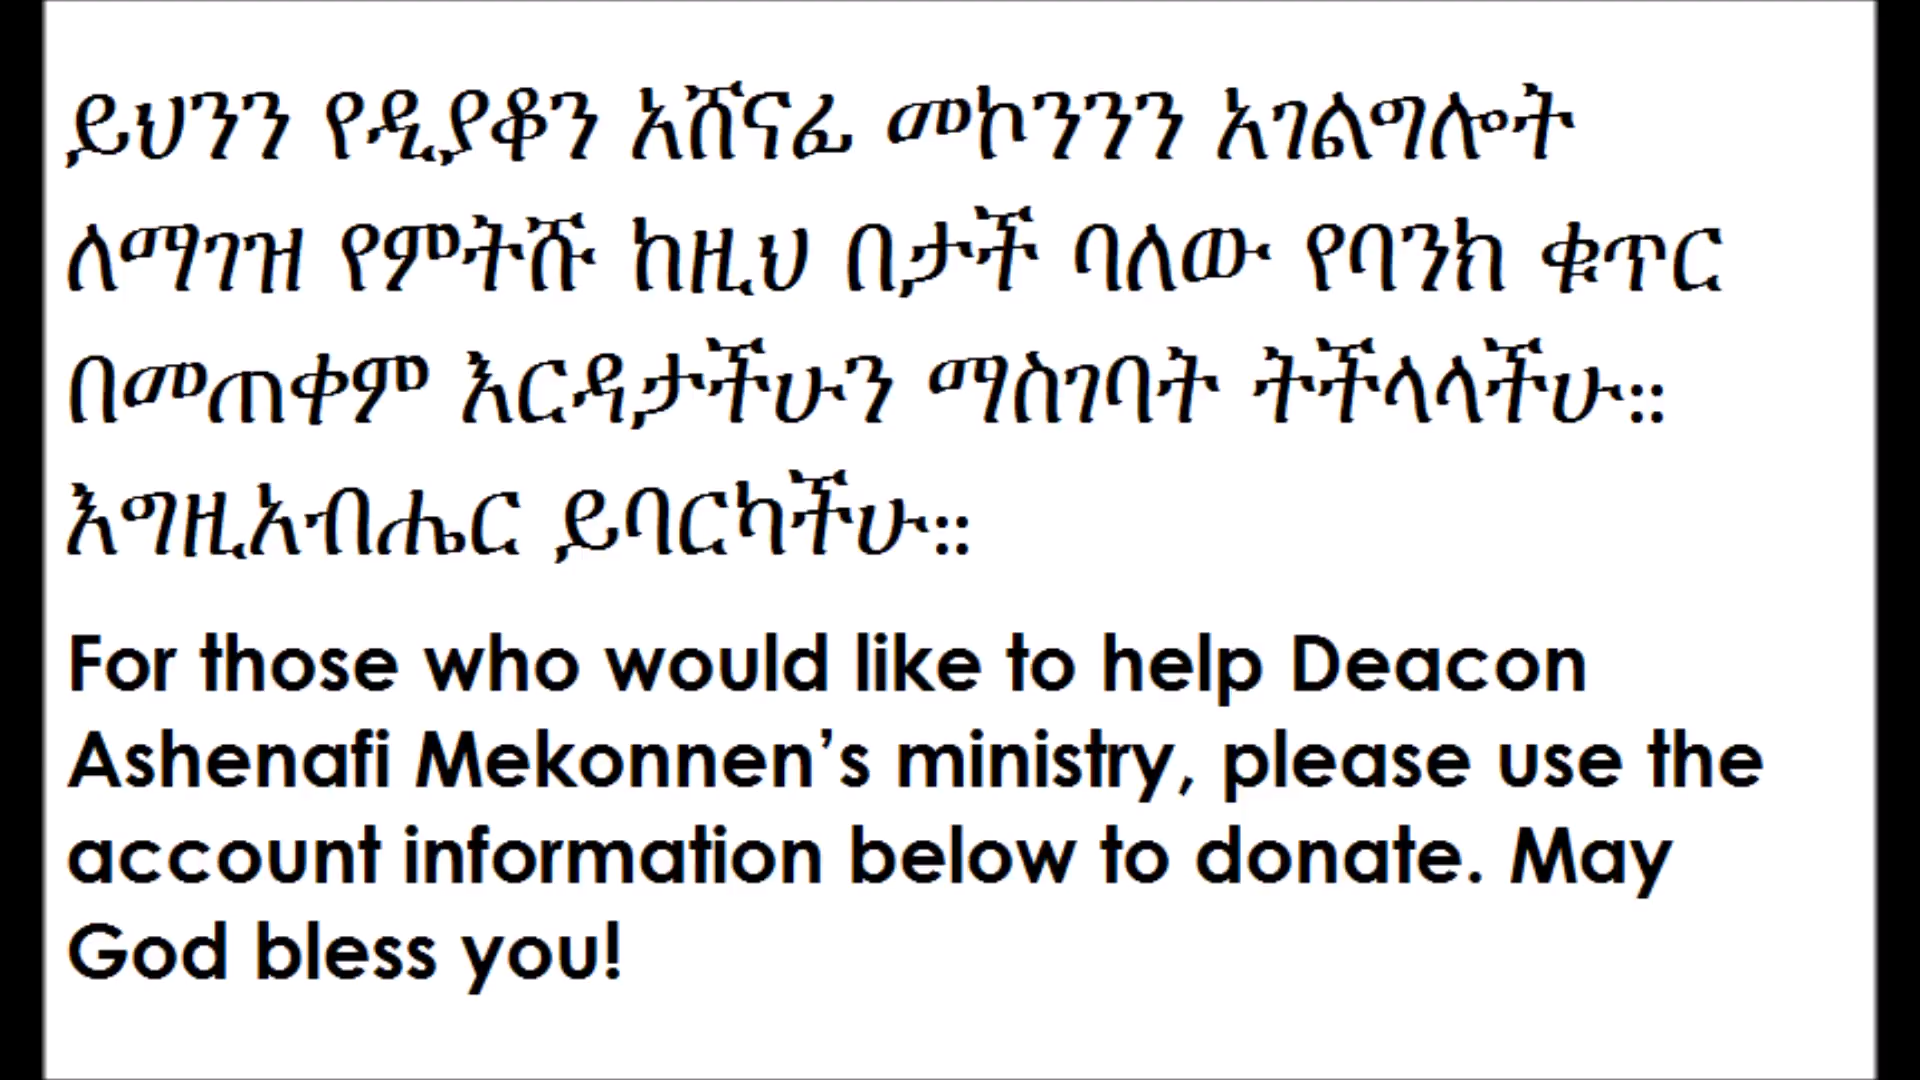 ይህንን የዲያቆን አሸናፊ መኮንንን አገልግሎት
ለማገዝ የምትሹ ከዚህ በታች ባለው የባንክ ቁጥር
በመጠቀም እርዳታችሁን ማስገባት ትችላላችሁ።
እግዚአብሔር ይባርካችሁ።
For those who would like to help Deacon
Ashenafi Mekonnen’s ministry, please use the
account information below to donate. May
God bless you!